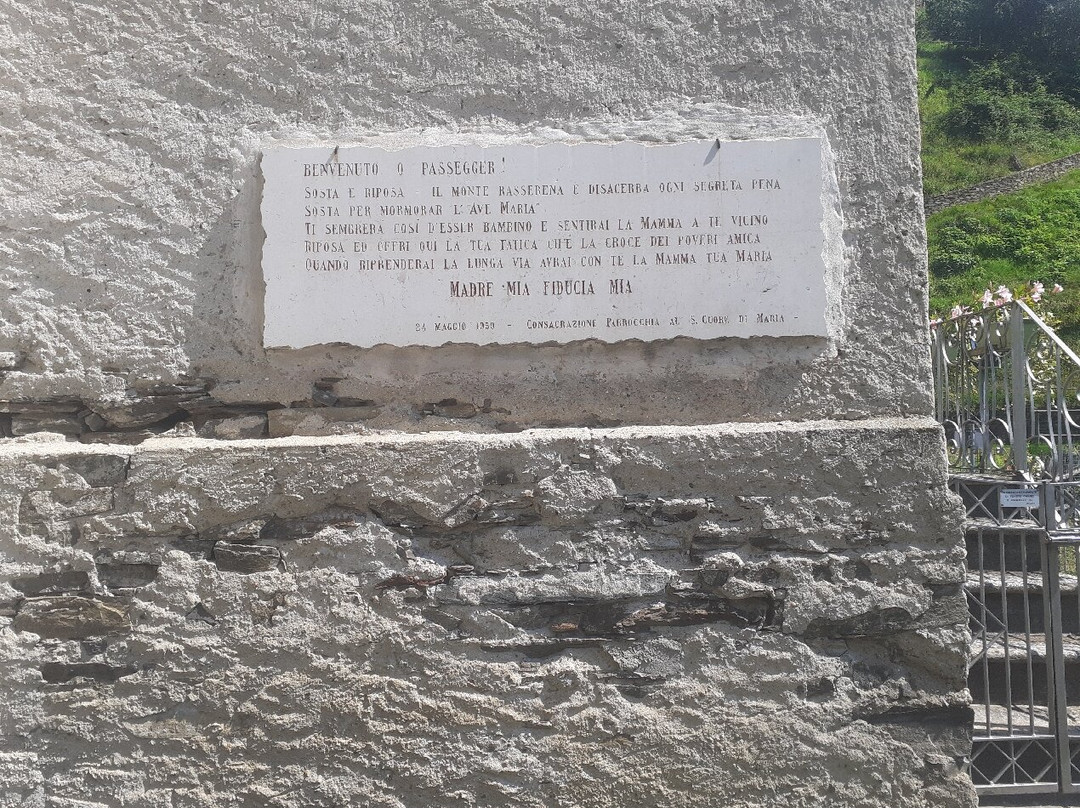 BENVENUTO O PASSEGGER!
SOSTA E RIPOSA - IL MONTE RASSERENA E DISACERBA OGNI SEGRETA PENA
SOSTA PER MORMORAR L'"AVE MARIA"
TI SEMBRERÀ COSÌ D'ESSER BAMBINO E SENTIRAI LA MAMMA A TE VICINO
RIPOSA ED OFFRI QUI LA TUA FATICA CH'È LA CROCE DEI POVERI AMICA
QUANDO RIPRENDERAI LA LUNGA VIA AVRAI CON TE LA MAMMA TUA MARIA
MADRE MIA FIDUCIA MIA
24 MAGGIO 1959 - CONSACRAZIONE PARROCCHIA AL S. CUORE DI MARIA -